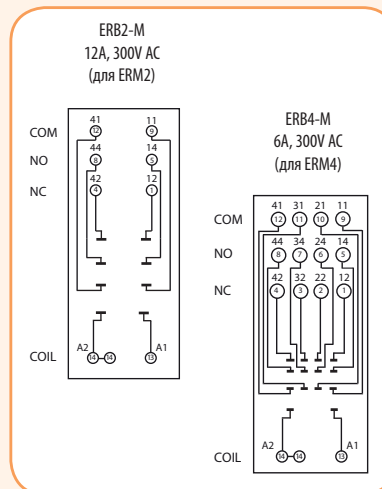 ERB2-M
12A, 300V AC
(для ERM2)
41 11
COM 12 9
44 14
NO 8 5
42 12
NC 4 1
A2 A1
COIL 14 14 13
ERB4-M
6A, 300V AC
(для ERM4)
41 31 21 11
COM 12 11 10 9
44 34 24 14
NO 8 7 6 5
42 32 22 12
NC 4 3 2 1
A2 A1
COIL 14 14 13